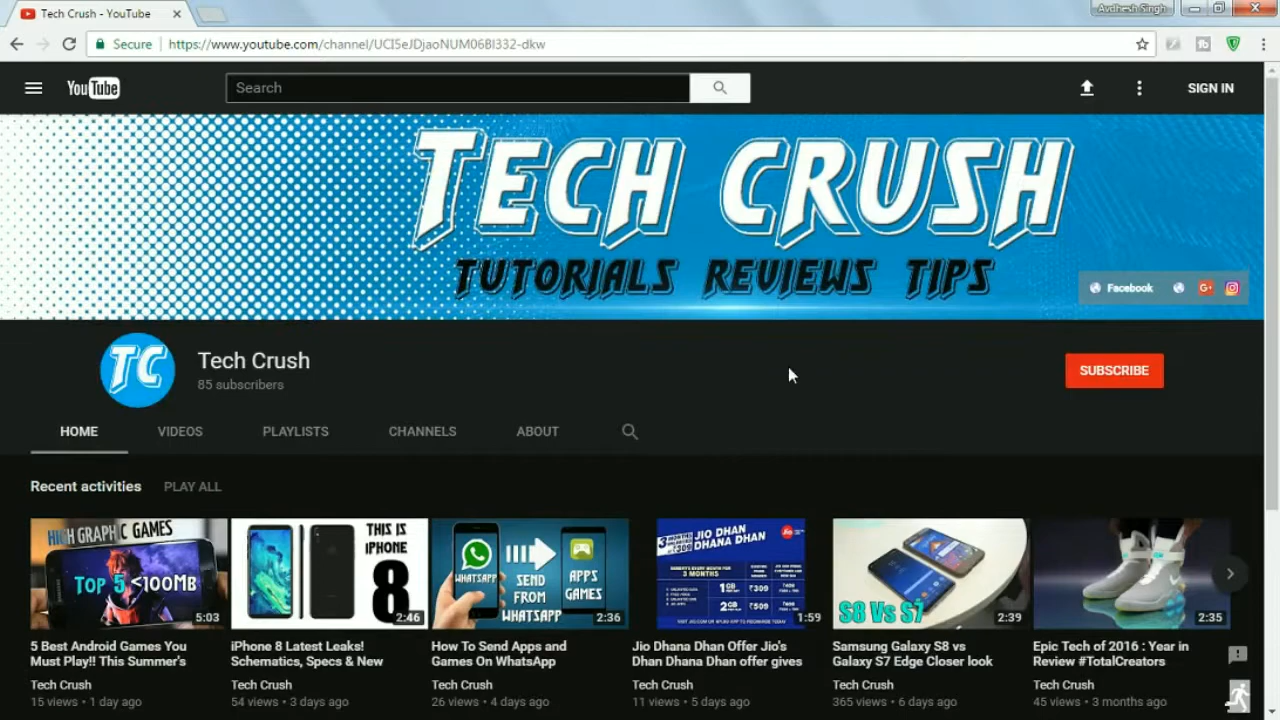 Tech Crush - YouTube
Avdhesh Singh
Secure
https://www.youtube.com/channel/UCI5eJDjaoNUM06BI332-dkw
YouTube
Search
SIGN IN
TECH CRUSH
TUTORIALS REVIEWS TIPS
Facebook
G+
TC
Tech Crush
85 subscribers
SUBSCRIBE
HOME
VIDEOS
PLAYLISTS
CHANNELS
ABOUT
Recent activities
PLAY ALL
HIGH GRAPHIC GAMES
TOP 5 <100MB
5:03
THIS IS
IPHONE
8
2:46
WHATSAPP
SEND
FROM
WHATSAPP
APPS
GAMES
2:36
JIO DHAN
DHANA DHAN
3 MONTHS
1GB
₹309
2GB
₹509
1:59
S8 Vs S7
2:39
2:35
5 Best Android Games You
Must Play!! This Summer's
Tech Crush
15 views • 1 day ago
iPhone 8 Latest Leaks!
Schematics, Specs & New
Tech Crush
54 views • 3 days ago
How To Send Apps and
Games On WhatsApp
Tech Crush
26 views • 4 days ago
Jio Dhana Dhan Offer Jio's
Dhan Dhana Dhan offer gives
Tech Crush
11 views • 5 days ago
Samsung Galaxy S8 vs
Galaxy S7 Edge Closer look
Tech Crush
365 views • 6 days ago
Epic Tech of 2016 : Year in
Review #TotalCreators
Tech Crush
45 views • 3 months ago